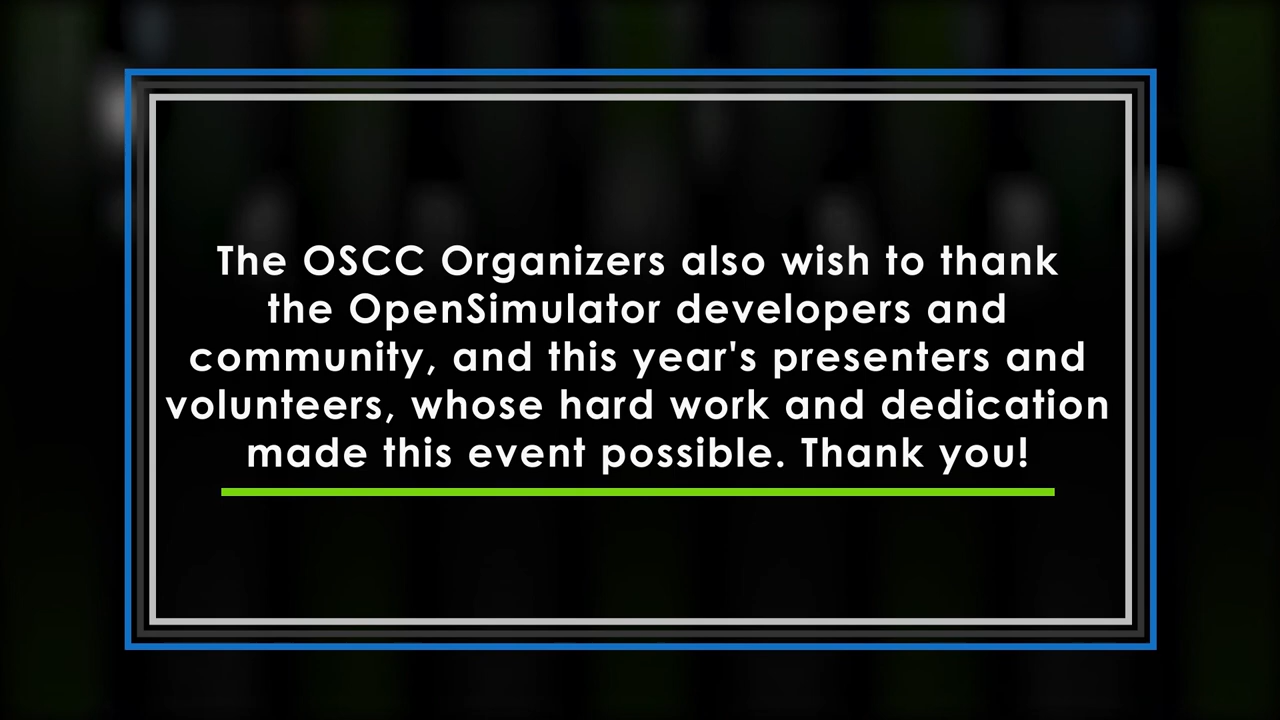 The OSCC Organizers also wish to thank
the OpenSimulator developers and
community, and this year's presenters and
volunteers, whose hard work and dedication
made this event possible. Thank you!